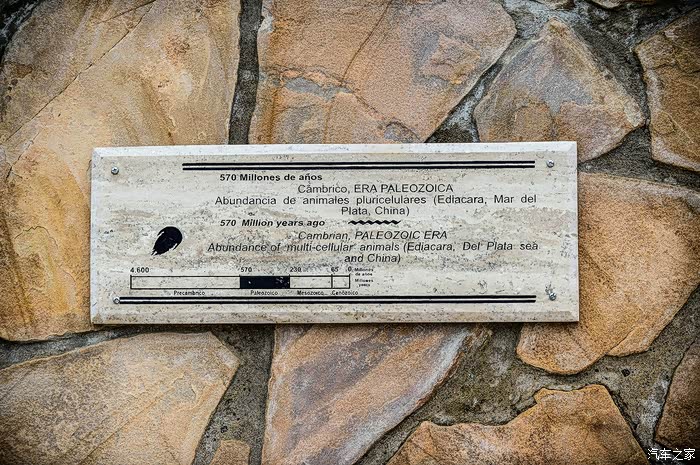 570 Millones de años
Cámbrico, ERA PALEOZOICA
Abundancia de animales pluricelulares (Ediacara, Mar del
Plata, China)
570 Million years ago
Cambrian, PALEOZOIC ERA
Abundance of multi-cellular animals (Ediacara, Del Plata sea
and China)
4.600 570 230 65 0 Millones
de años
Millions
years
Precámbrico Paleozoico Mesozoico Cenozoico
汽车之家